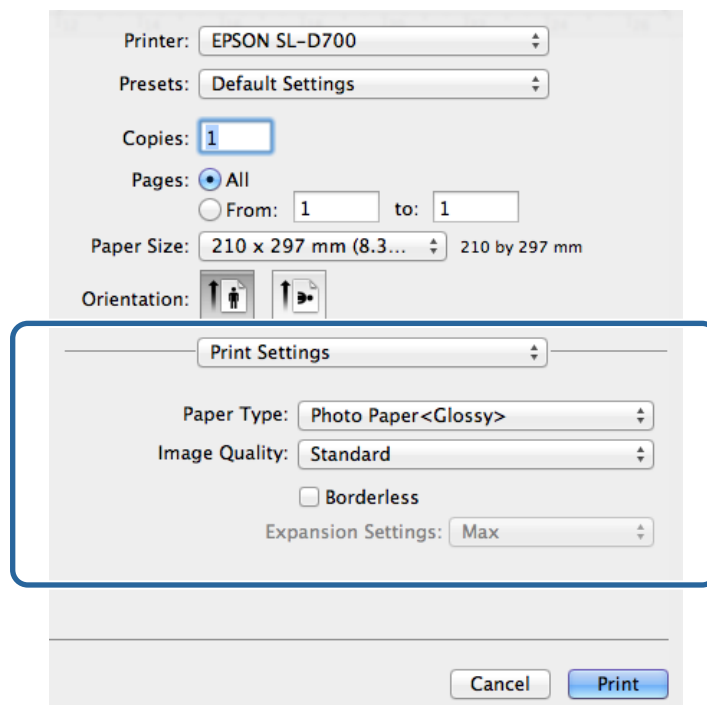 Printer: EPSON SL-D700
Presets: Default Settings
Copies: 1
Pages: All
From: 1 to: 1
Paper Size: 210 x 297 mm (8.3... 210 by 297 mm
Orientation:
Print Settings
Paper Type: Photo Paper<Glossy>
Image Quality: Standard
Borderless
Expansion Settings: Max
Cancel Print